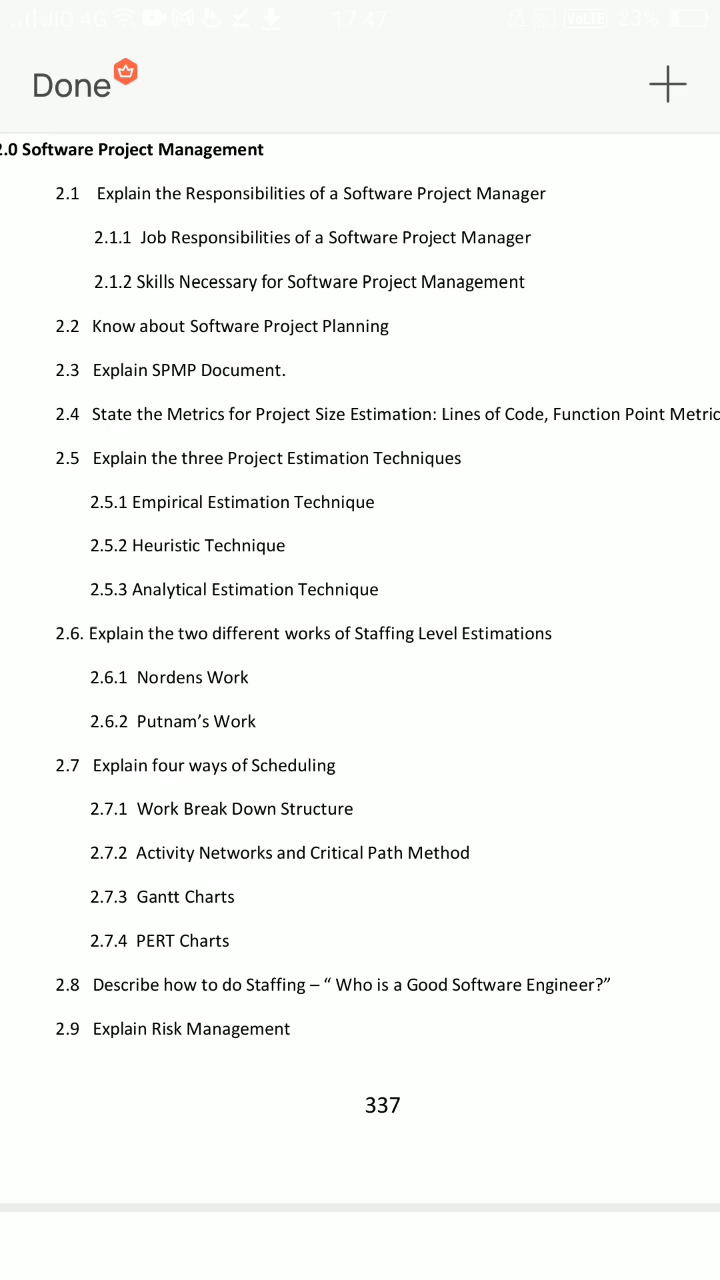 JIO 4G 17:47 VoLTE 23%
Done
2.0 Software Project Management
2.1 Explain the Responsibilities of a Software Project Manager
2.1.1 Job Responsibilities of a Software Project Manager
2.1.2 Skills Necessary for Software Project Management
2.2 Know about Software Project Planning
2.3 Explain SPMP Document.
2.4 State the Metrics for Project Size Estimation: Lines of Code, Function Point Metric
2.5 Explain the three Project Estimation Techniques
2.5.1 Empirical Estimation Technique
2.5.2 Heuristic Technique
2.5.3 Analytical Estimation Technique
2.6. Explain the two different works of Staffing Level Estimations
2.6.1 Nordens Work
2.6.2 Putnam’s Work
2.7 Explain four ways of Scheduling
2.7.1 Work Break Down Structure
2.7.2 Activity Networks and Critical Path Method
2.7.3 Gantt Charts
2.7.4 PERT Charts
2.8 Describe how to do Staffing – “ Who is a Good Software Engineer?”
2.9 Explain Risk Management
337